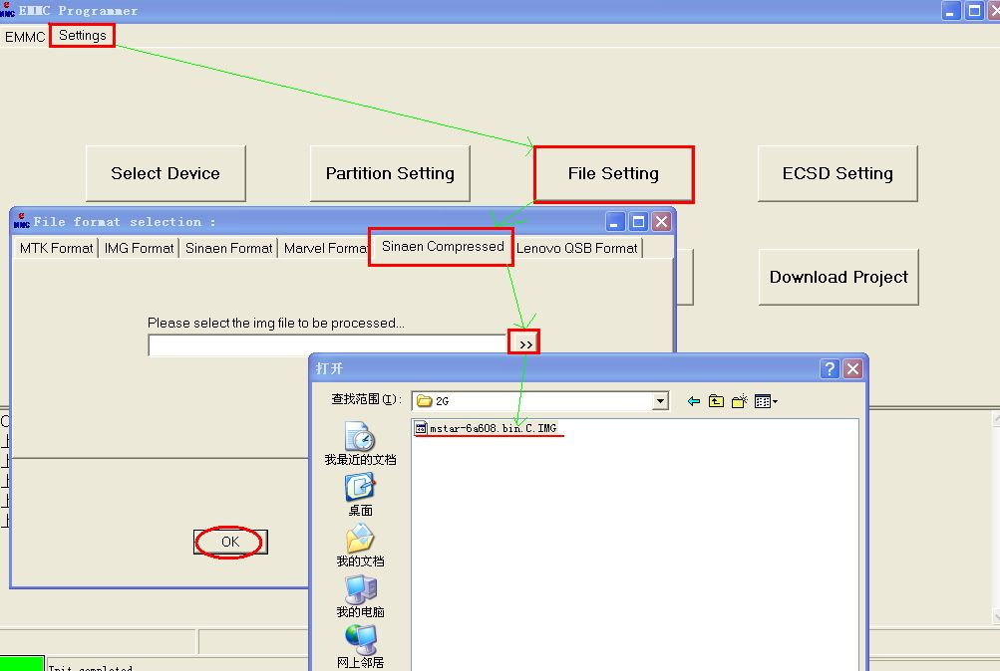 EMMC Programmer
EMMC Settings
Select Device
Partition Setting
File Setting
ECSD Setting
File format selection :
MTK Format
IMG Format
Sinaen Format
Marvel Format
Sinaen Compressed
Lenovo QSB Format
Download Project
Please select the img file to be processed...
>>
打开
查找范围(I):
2G
mstar-6a608.bin.C.IMG
我最近的文档
桌面
我的文档
我的电脑
网上邻居
OK
Init completed